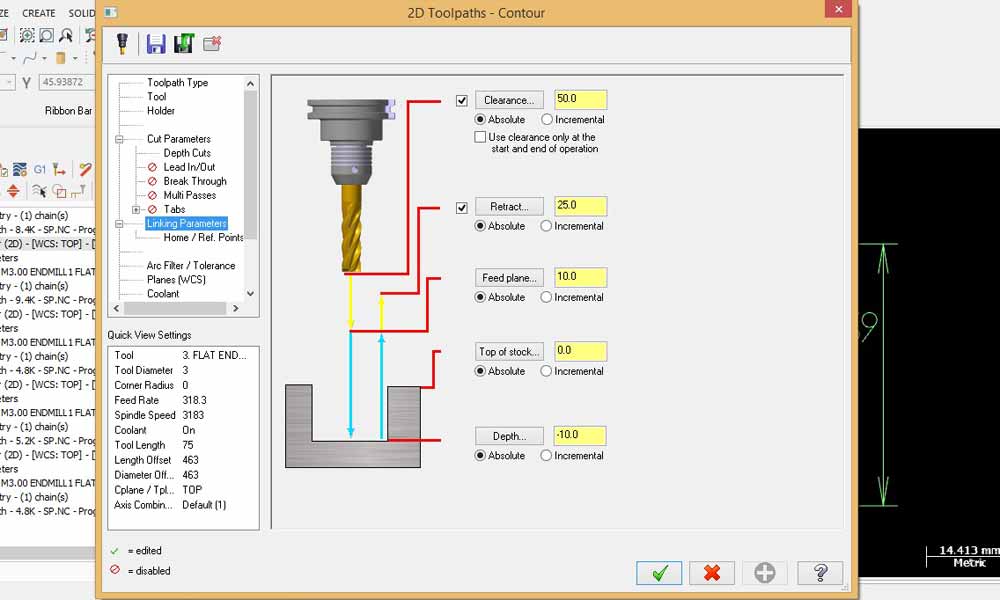 2D Toolpaths - Contour
ZE CREATE SOLID
Y 45.93872
Ribbon Bar
G1
try - (1) chain(s)
h - 8.4K - SP.NC - Prog
r (2D) - [WCS: TOP] - [
eters
M3.00 ENDMILL1 FLAT
try - (1) chain(s)
th - 9.4K - SP.NC - Prog
r (2D) - [WCS: TOP] - [
eters
M3.00 ENDMILL1 FLAT
try - (1) chain(s)
th - 4.8K - SP.NC - Prog
r (2D) - [WCS: TOP] - [
eters
M3.00 ENDMILL1 FLAT
try - (1) chain(s)
th - 5.2K - SP.NC - Prog
r (2D) - [WCS: TOP] - [
eters
M3.00 ENDMILL1 FLAT
try - (1) chain(s)
th - 4.8K - SP.NC - Prog
Toolpath Type
Tool
Holder
Cut Parameters
Depth Cuts
Lead In/Out
Break Through
Multi Passes
Tabs
Linking Parameters
Home / Ref. Points
Arc Filter / Tolerance
Planes (WCS)
Coolant
Quick View Settings
Tool 3. FLAT END...
Tool Diameter 3
Corner Radius 0
Feed Rate 318.3
Spindle Speed 3183
Coolant On
Tool Length 75
Length Offset 463
Diameter Off... 463
Cplane / Tpl... TOP
Axis Combin... Default (1)
= edited
= disabled
Clearance... 50.0
Absolute Incremental
Use clearance only at the
start and end of operation
Retract... 25.0
Absolute Incremental
Feed plane... 10.0
Absolute Incremental
Top of stock... 0.0
Absolute Incremental
Depth... -10.0
Absolute Incremental
14.413 mm
Metric